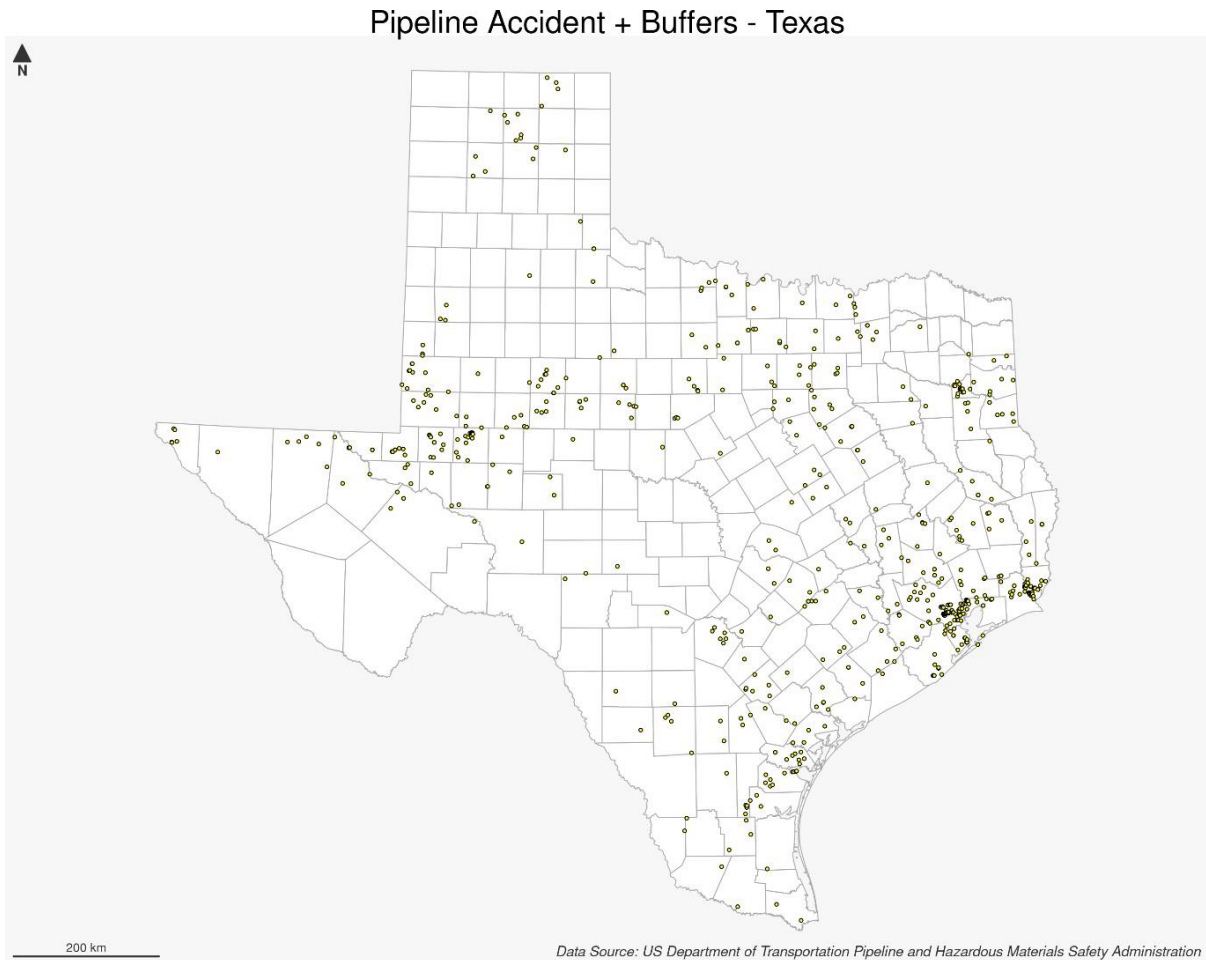 Pipeline Accident + Buffers - Texas
N
200 km
Data Source: US Department of Transportation Pipeline and Hazardous Materials Safety Administration